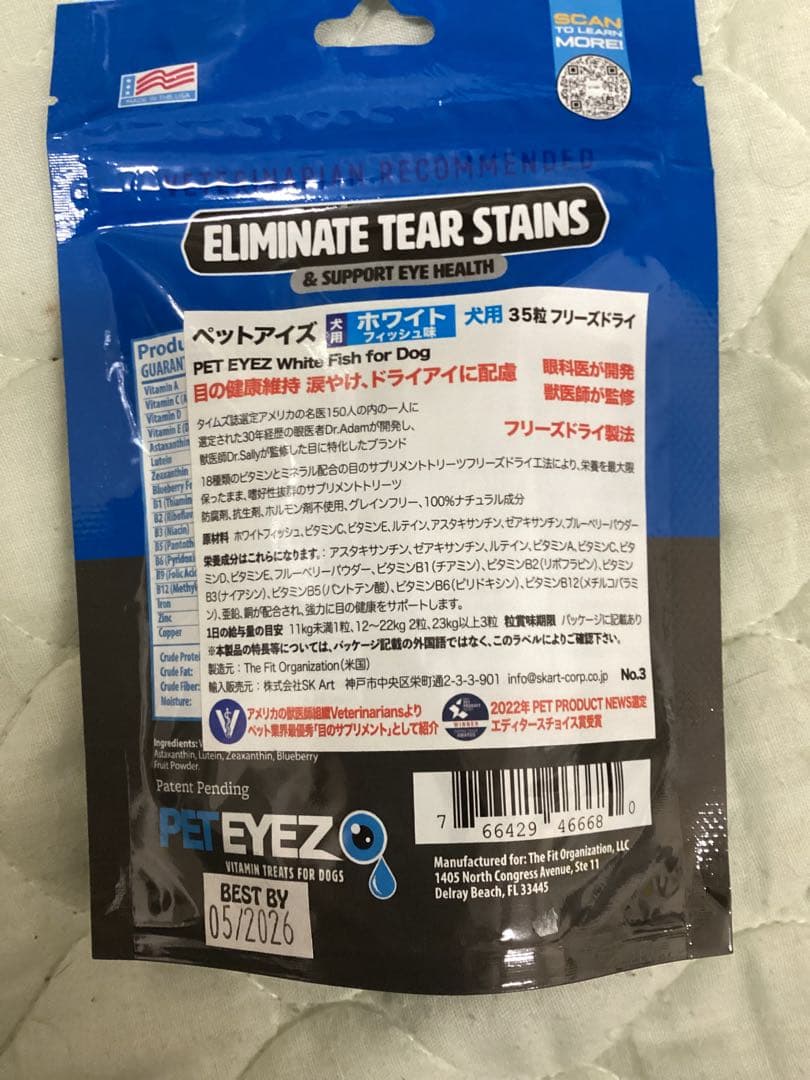 SCAN
TO LEARN
MORE!
MADE IN THE USA
VETERINARIAN RECOMMENDED
ELIMINATE TEAR STAINS
& SUPPORT EYE HEALTH
ペットアイズ 犬用 ホワイト フィッシュ味 犬用 35粒 フリーズドライ
PET EYEZ White Fish for Dog
目の健康維持 涙やけ、ドライアイに配慮
眼科医が開発
獣医師が監修
フリーズドライ製法
タイムズ誌選定アメリカの名医150人の内の一人に
選定された30年経歴の眼医者Dr.Adamが開発し、
獣医師Dr.Sallyが監修した目に特化したブランド
18種類のビタミンとミネラル配合の目のサプリメントトリーツフリーズドライ工法により、栄養を最大限
保ったまま、嗜好性抜群のサプリメントトリーツ
防腐剤、抗生剤、ホルモン剤不使用、グレインフリー、100%ナチュラル成分
原材料 ホワイトフィッシュ、ビタミンC、ビタミンE、ルテイン、アスタキサンチン、ゼアキサンチン、ブルーベリーパウダー
栄養成分はこれらになります。：アスタキサンチン、ゼアキサンチン、ルテイン、ビタミンA、ビタミンC、ビタ
ミンD、ビタミンE、ブルーベリーパウダー、ビタミンB1(チアミン)、ビタミンB2(リボフラビン)、ビタミン
B3(ナイアシン)、ビタミンB5(パントテン酸)、ビタミンB6(ピリドキシン)、ビタミンB12(メチルコバラミ
ン)、亜鉛、銅が配合され、強力に目の健康をサポートします。
1日の給与量の目安 11kg未満1粒、12〜22kg 2粒、23kg以上3粒 粒賞味期限 パッケージに記載あり
※本製品の特長等については、パッケージ記載の外国語ではなく、このラベルによりご確認下さい。
製造元：The Fit Organization(米国)
輸入販売元：株式会社SK Art 神戸市中央区栄町通2-3-3-901 info@skart-corp.co.jp No.3
アメリカの獣医師組織Veterinariansより
ペット業界最優秀「目のサプリメント」として紹介
WINNER
2022年 PET PRODUCT NEWS選定
エディタースチョイス賞受賞
Vitamin A
Vitamin C
Vitamin D
Vitamin E
Astaxanthin
Lutein
Zeaxanthin
Blueberry
B1
B2
B3 (Niacin)
B5
B6
B9
B12
Iron
Zinc
Copper
Crude Fat:
Crude Fiber:
Moisture:
Ingredients:
Astaxanthin, Lutein, Zeaxanthin, Blueberry
Fruit Powder.
Patent Pending
PETEYEZ
VITAMIN TREATS FOR DOGS
BEST BY
05/2026
7 66429 46668 0
Manufactured for: The Fit Organization, LLC
1405 North Congress Avenue, Ste 11
Delray Beach, FL 33445